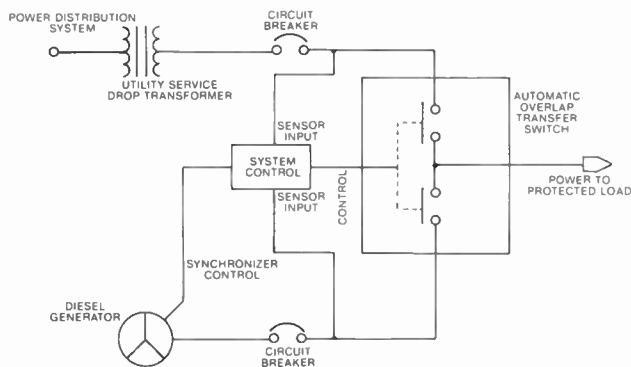 POWER DISTRIBUTION
SYSTEM
UTILITY SERVICE
DROP TRANSFORMER
CIRCUIT
BREAKER
AUTOMATIC
OVERLAP
TRANSFER
SWITCH
SENSOR
INPUT
SYSTEM
CONTROL
SENSOR
INPUT
CONTROL
POWER TO
PROTECTED LOAD
SYNCHRONIZER
CONTROL
DIESEL
GENERATOR
CIRCUIT
BREAKER